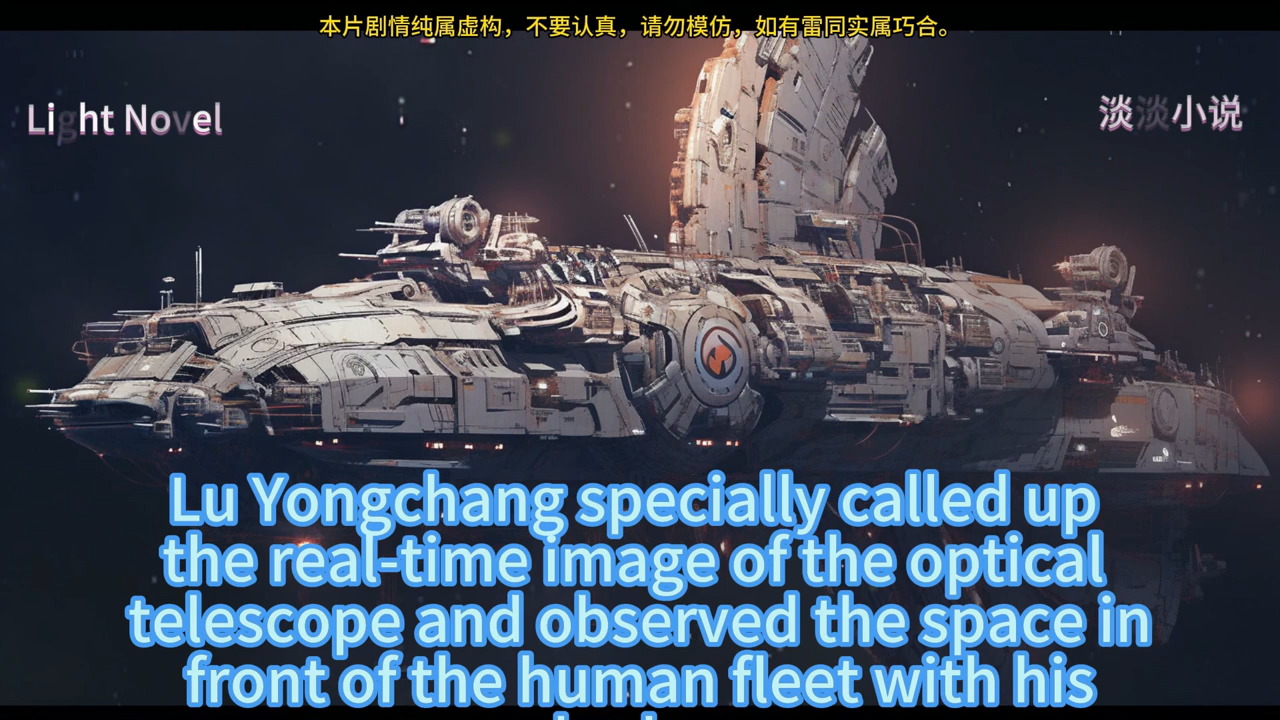 本片剧情纯属虚构，不要认真，请勿模仿，如有雷同实属巧合。
Light Novel
淡淡小说
Lu Yongchang specially called up
the real-time image of the optical
telescope and observed the space in
front of the human fleet with his